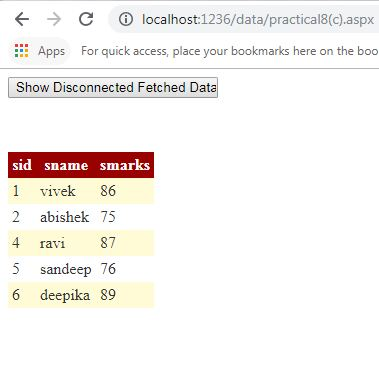 localhost:1236/data/practical8(c).aspx
Apps For quick access, place your bookmarks here on the boo
Show Disconnected Fetched Data
sid sname smarks
1 vivek 86
2 abishek 75
4 ravi 87
5 sandeep 76
6 deepika 89